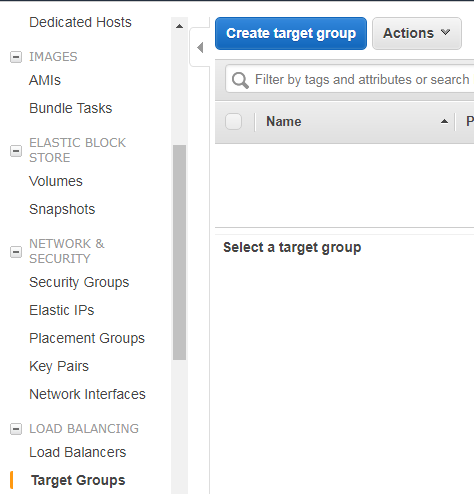 Dedicated Hosts
IMAGES
AMIs
Bundle Tasks
ELASTIC BLOCK
STORE
Volumes
Snapshots
NETWORK &
SECURITY
Security Groups
Elastic IPs
Placement Groups
Key Pairs
Network Interfaces
LOAD BALANCING
Load Balancers
Target Groups
Create target group
Actions
Filter by tags and attributes or search
Name
P
Select a target group